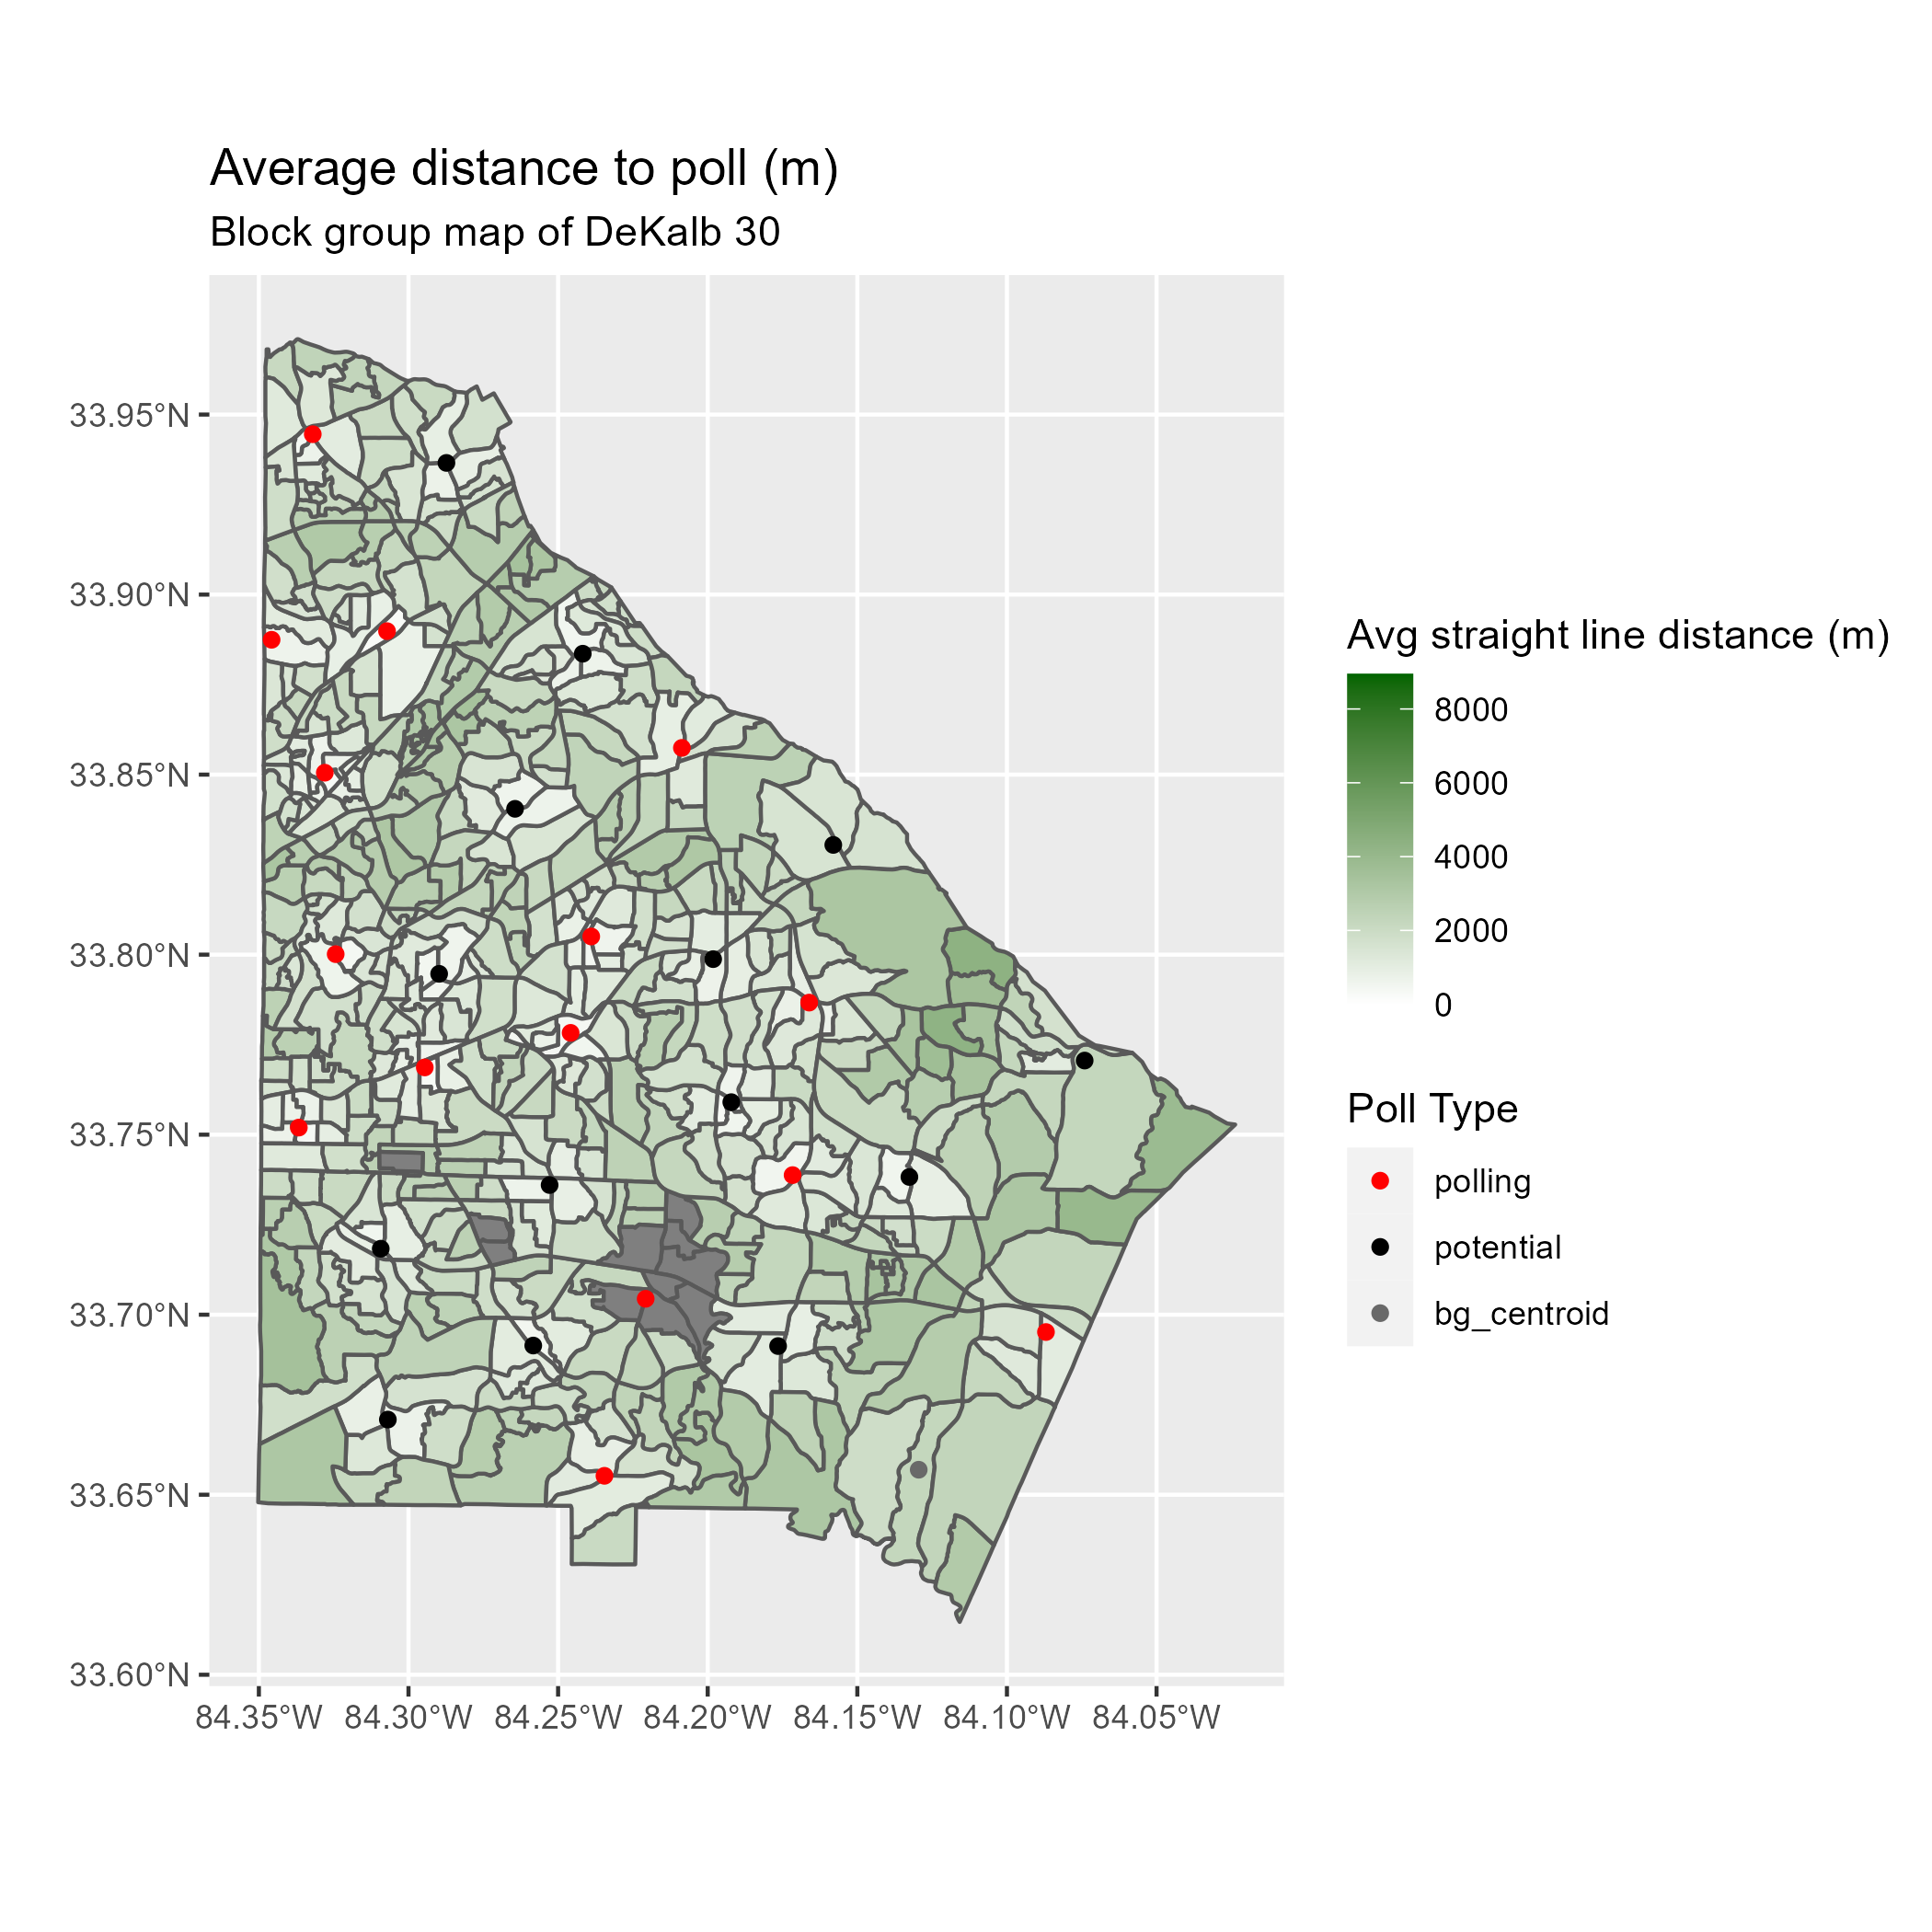 Average distance to poll (m)
Block group map of DeKalb 30
33.95°N
33.90°N
33.85°N
33.80°N
33.75°N
33.70°N
33.65°N
33.60°N
84.35°W 84.30°W 84.25°W 84.20°W 84.15°W 84.10°W 84.05°W
Avg straight line distance (m)
8000
6000
4000
2000
0
Poll Type
polling
potential
bg_centroid